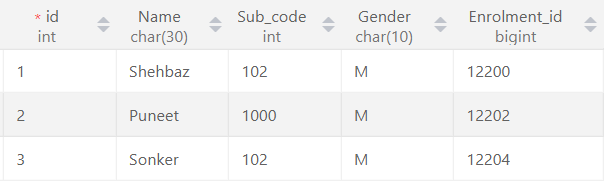 * id Name Sub_code Gender Enrolment_id
int char(30) int char(10) bigint
1 Shehbaz 102 M 12200
2 Puneet 1000 M 12202
3 Sonker 102 M 12204